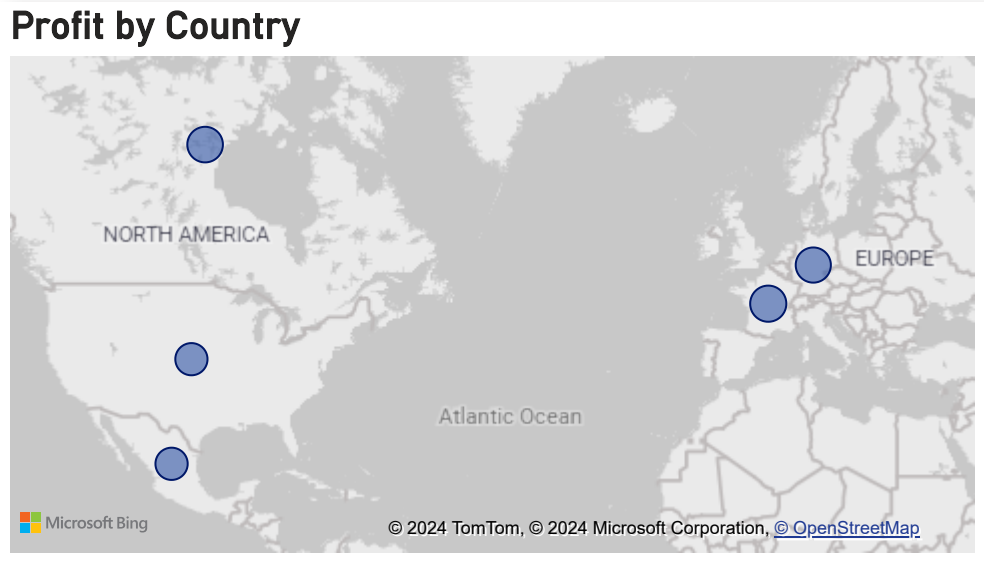 Profit by Country
NORTH AMERICA
EUROPE
Atlantic Ocean
Microsoft Bing
© 2024 TomTom, © 2024 Microsoft Corporation, © OpenStreetMap